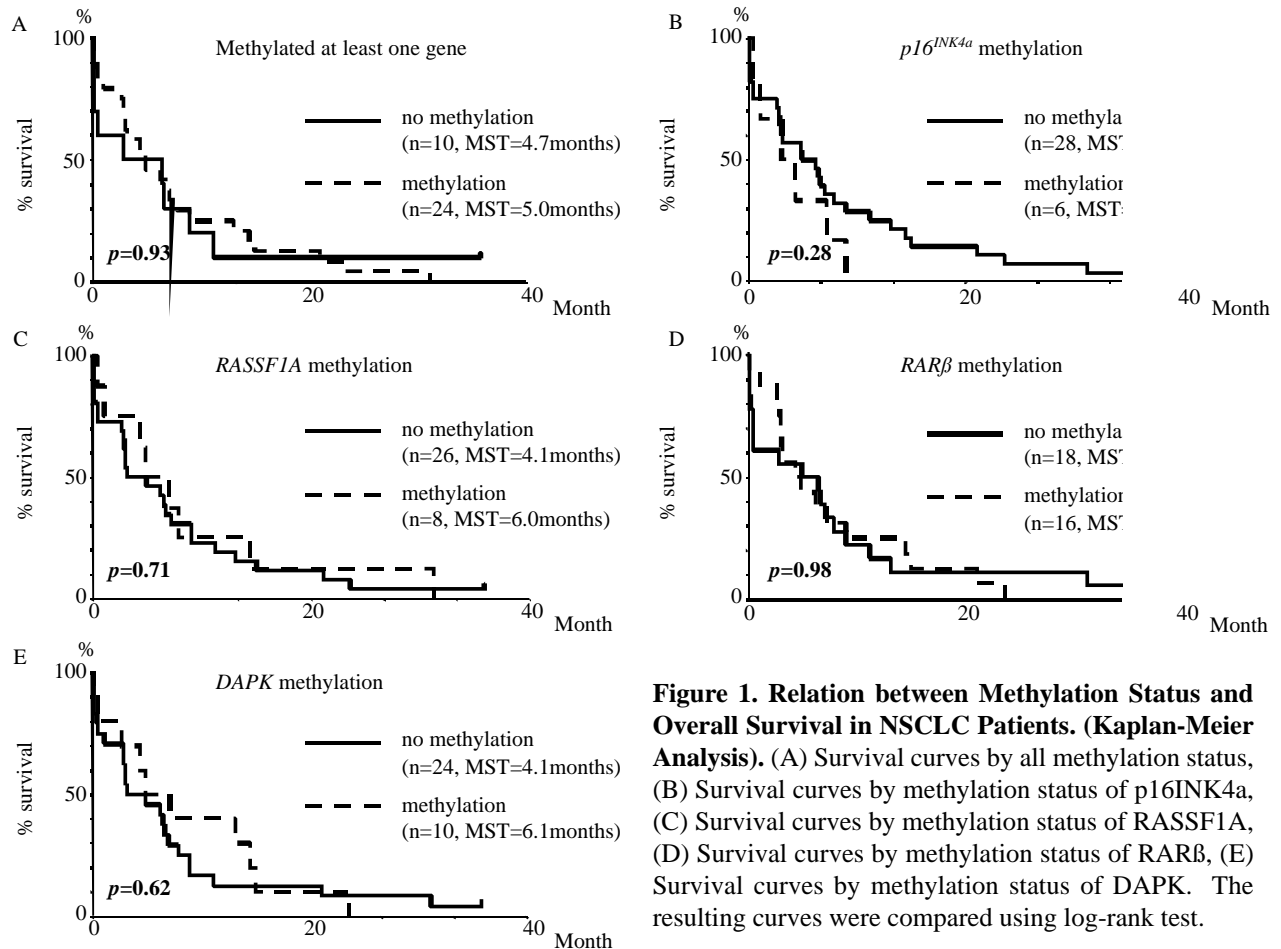 A
%
Methylated at least one gene
100
50
0
% survival
no methylation
(n=10, MST=4.7months)
methylation
(n=24, MST=5.0months)
p=0.93
0
20
40
Month
B
%
p16INK4a methylation
100
50
0
% survival
no methyla
(n=28, MST
methylation
(n=6, MST
p=0.28
0
20
40
Month
C
%
RASSF1A methylation
100
50
0
% survival
no methylation
(n=26, MST=4.1months)
methylation
(n=8, MST=6.0months)
p=0.71
0
20
40
Month
D
%
RARß methylation
100
50
0
% survival
no methyla
(n=18, MST
methylation
(n=16, MST
p=0.98
0
20
40
Month
E
%
DAPK methylation
100
50
0
% survival
no methylation
(n=24, MST=4.1months)
methylation
(n=10, MST=6.1months)
p=0.62
0
20
40
Month
Figure 1. Relation between Methylation Status and
Overall Survival in NSCLC Patients. (Kaplan-Meier
Analysis). (A) Survival curves by all methylation status,
(B) Survival curves by methylation status of p16INK4a,
(C) Survival curves by methylation status of RASSF1A,
(D) Survival curves by methylation status of RARß, (E)
Survival curves by methylation status of DAPK. The
resulting curves were compared using log-rank test.